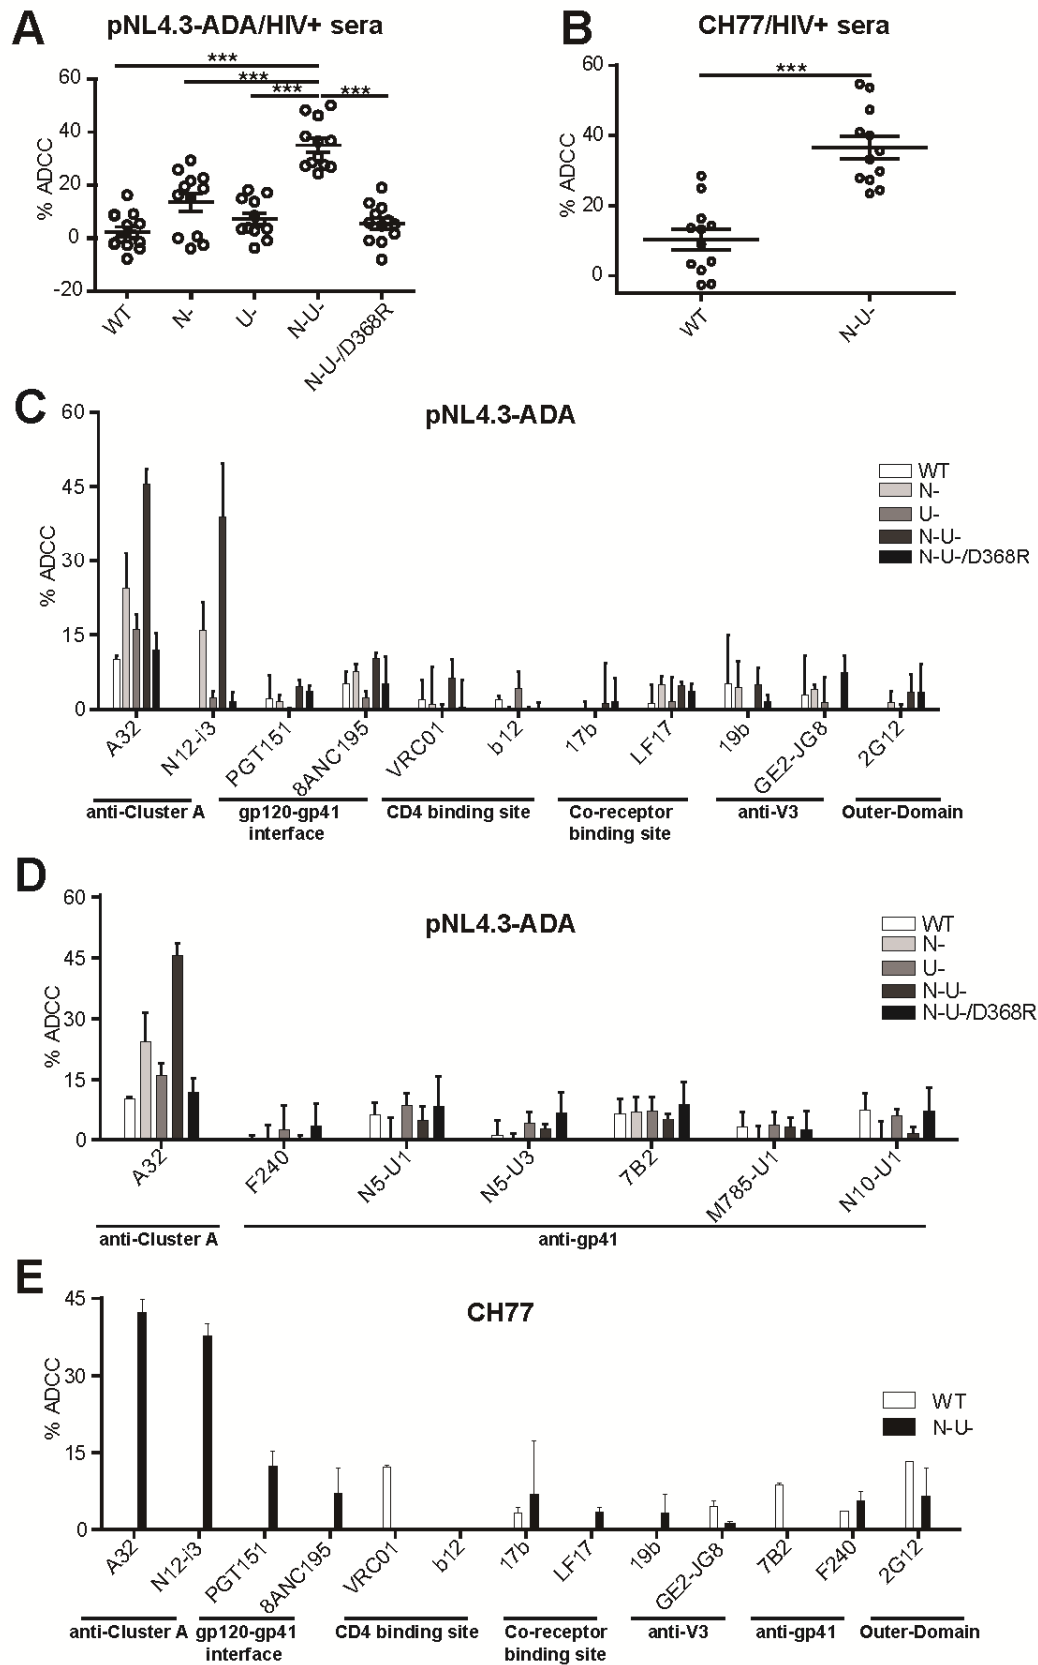 A
pNL4.3-ADA/HIV+ sera
***
***
***
***
% ADCC
60
40
20
0
-20
WT
N-
U-
N-U-
N-U-/D368R
B
CH77/HIV+ sera
***
% ADCC
60
40
20
0
WT
N-U-
C
pNL4.3-ADA
% ADCC
60
45
30
15
0
WT
N-
U-
N-U-
N-U-/D368R
A32
N12-i3
PGT151
8ANC195
VRC01
b12
17b
LF17
19b
GE2-JG8
2G12
anti-Cluster A
gp120-gp41
interface
CD4 binding site
Co-receptor
binding site
anti-V3
Outer-Domain
D
pNL4.3-ADA
% ADCC
60
45
30
15
0
WT
N-
U-
N-U-
N-U-/D368R
A32
F240
N5-U1
N5-U3
7B2
M785-U1
N10-U1
anti-Cluster A
anti-gp41
E
CH77
% ADCC
45
30
15
0
WT
N-U-
A32
N12-i3
PGT151
8ANC195
VRC01
b12
17b
LF17
19b
GE2-JG8
7B2
F240
2G12
anti-Cluster A
gp120-gp41
interface
CD4 binding site
Co-receptor
binding site
anti-V3
anti-gp41
Outer-Domain